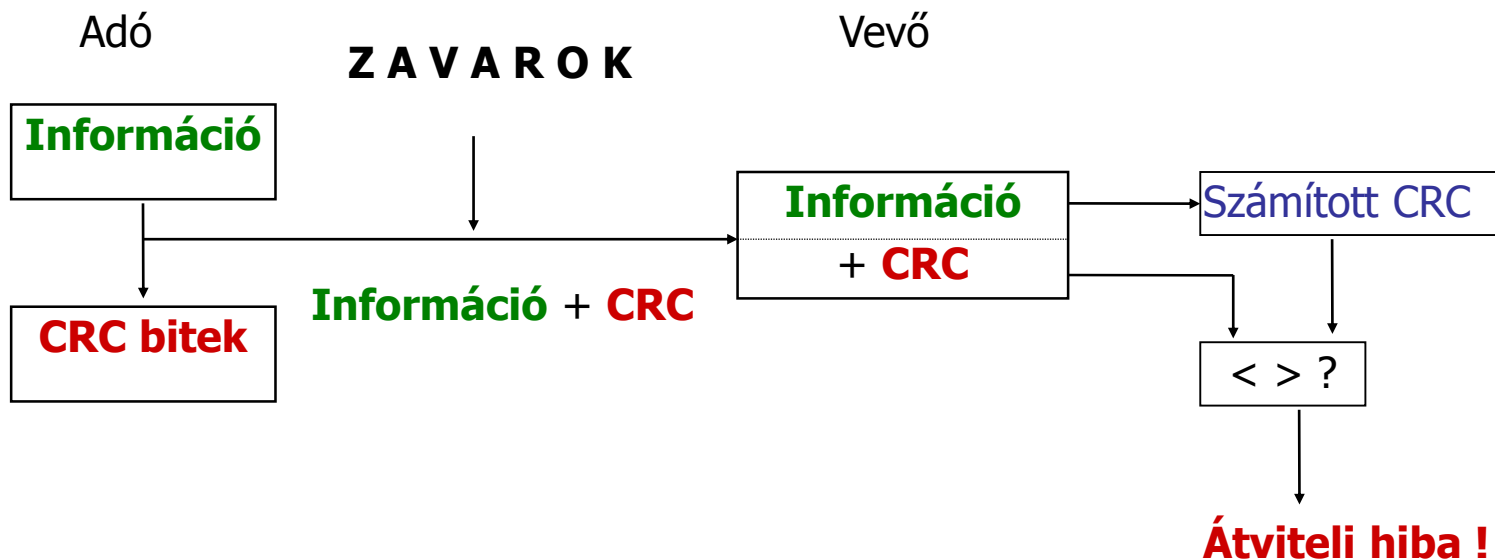 Adó
Vevő
Z A V A R O K
Információ
Információ
+ CRC
Számított CRC
Információ + CRC
CRC bitek
< > ?
Átviteli hiba !